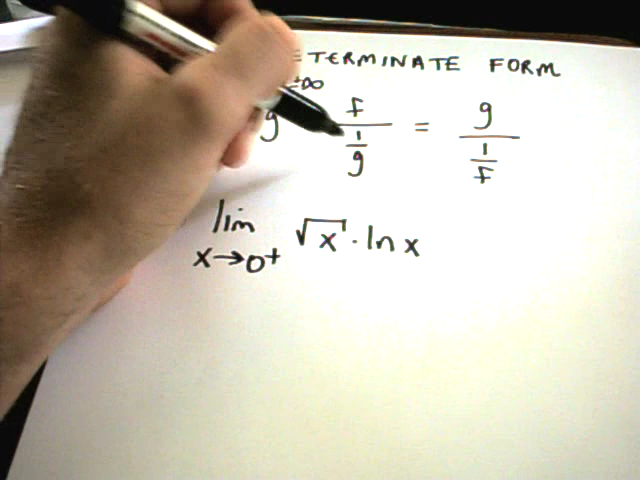 TERMINATE FORM
±∞
g f/(1/g) = g/(1/f)
lim x→0+ √x · ln x